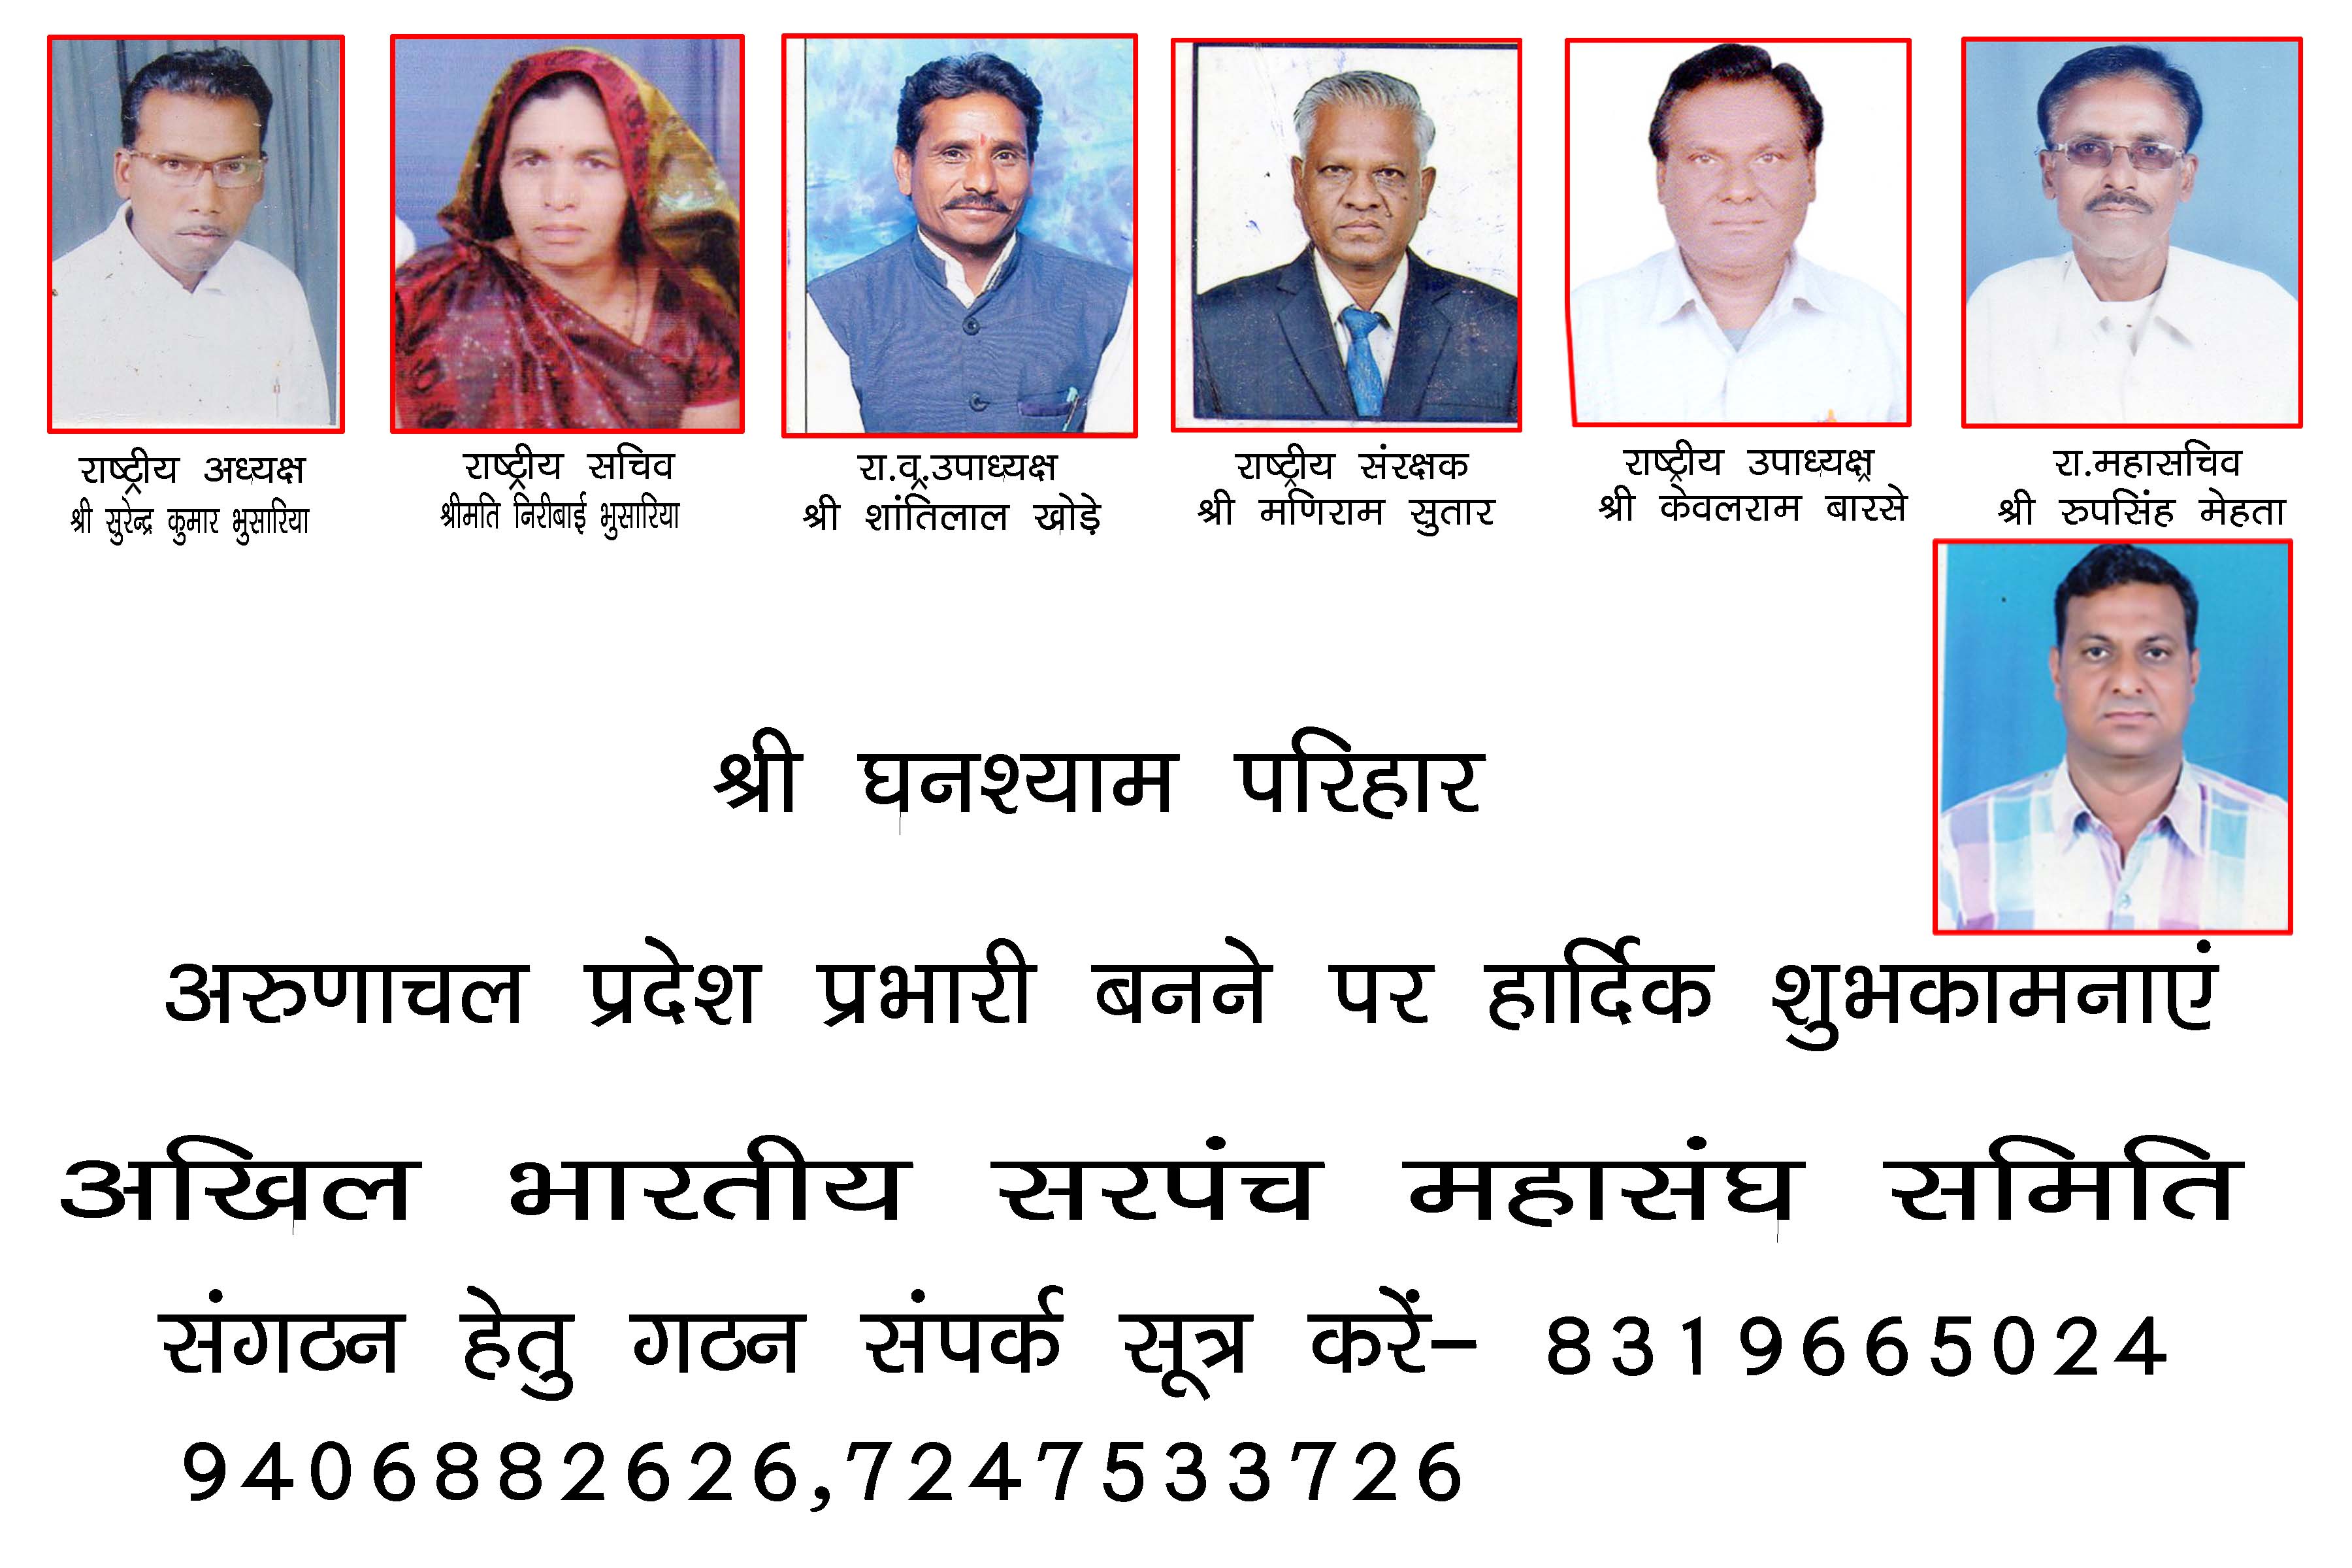 राष्ट्रीय अध्यक्ष
श्री सुरेन्द्र कुमार भुसारिया
राष्ट्रीय सचिव
श्रीमति निरीबाई भुसारिया
रा.व्र.उपाध्यक्ष
श्री शांतिलाल खोड़े
राष्ट्रीय संरक्षक
श्री मणिराम सुतार
राष्ट्रीय उपाध्यक्ष्र
श्री केवलराम बारसे
रा.महासचिव
श्री रुपसिंह मेहता
श्री घनश्याम परिहार
अरुणाचल प्रदेश प्रभारी बनने पर हार्दिक शुभकामनाएं
अखिल भारतीय सरपंच महासंघ समिति
संगठन हेतु गठन संपर्क सूत्र करें- 8319665024
9406882626,7247533726